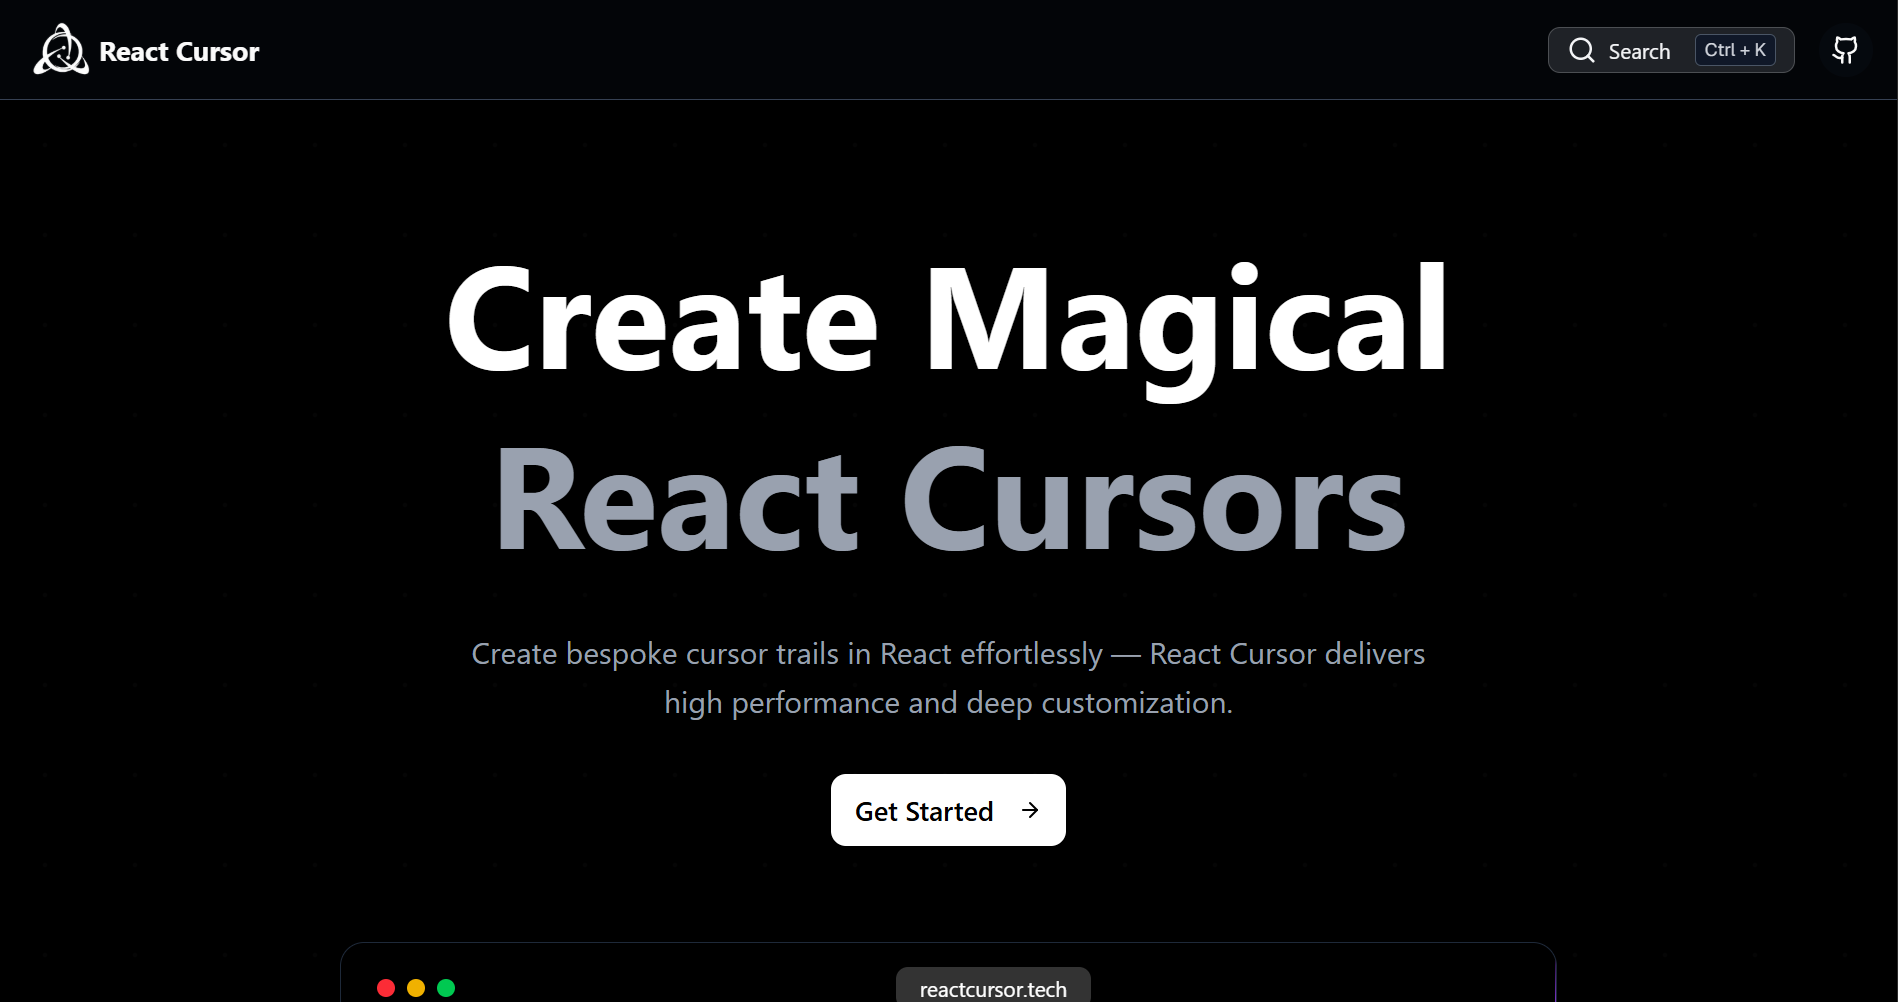 React Cursor
Search Ctrl + K
Create Magical
React Cursors
Create bespoke cursor trails in React effortlessly — React Cursor delivers
high performance and deep customization.
Get Started
reactcursor.tech